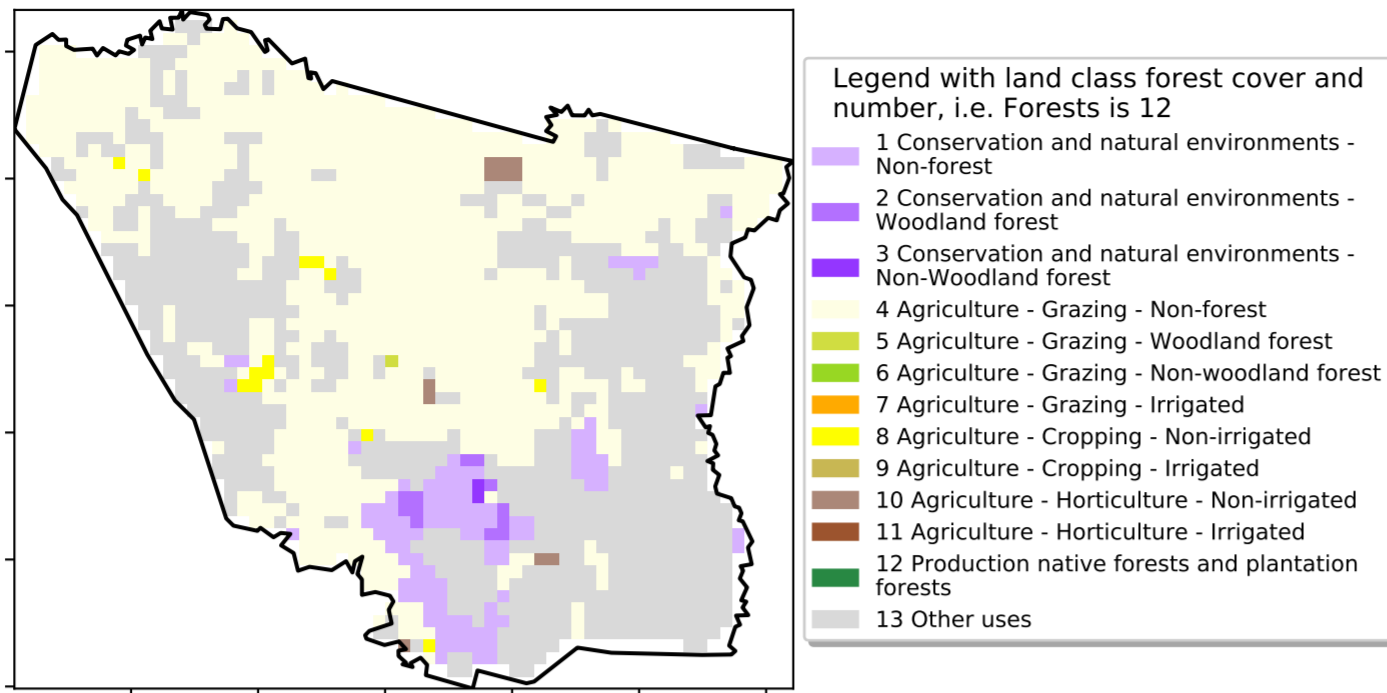 Legend with land class forest cover and
number, i.e. Forests is 12
1 Conservation and natural environments -
Non-forest
2 Conservation and natural environments -
Woodland forest
3 Conservation and natural environments -
Non-Woodland forest
4 Agriculture - Grazing - Non-forest
5 Agriculture - Grazing - Woodland forest
6 Agriculture - Grazing - Non-woodland forest
7 Agriculture - Grazing - Irrigated
8 Agriculture - Cropping - Non-irrigated
9 Agriculture - Cropping - Irrigated
10 Agriculture - Horticulture - Non-irrigated
11 Agriculture - Horticulture - Irrigated
12 Production native forests and plantation
forests
13 Other uses